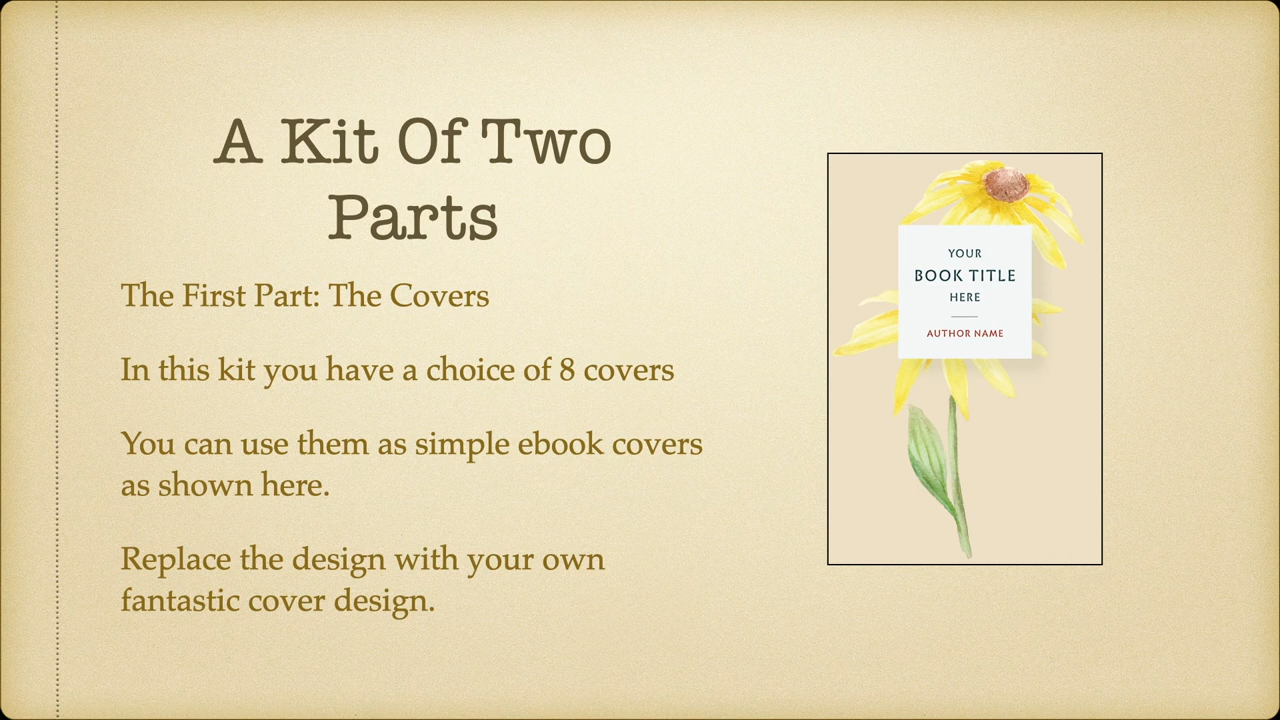 A Kit Of Two
Parts
The First Part: The Covers
In this kit you have a choice of 8 covers
You can use them as simple ebook covers
as shown here.
Replace the design with your own
fantastic cover design.
YOUR
BOOK TITLE
HERE
AUTHOR NAME